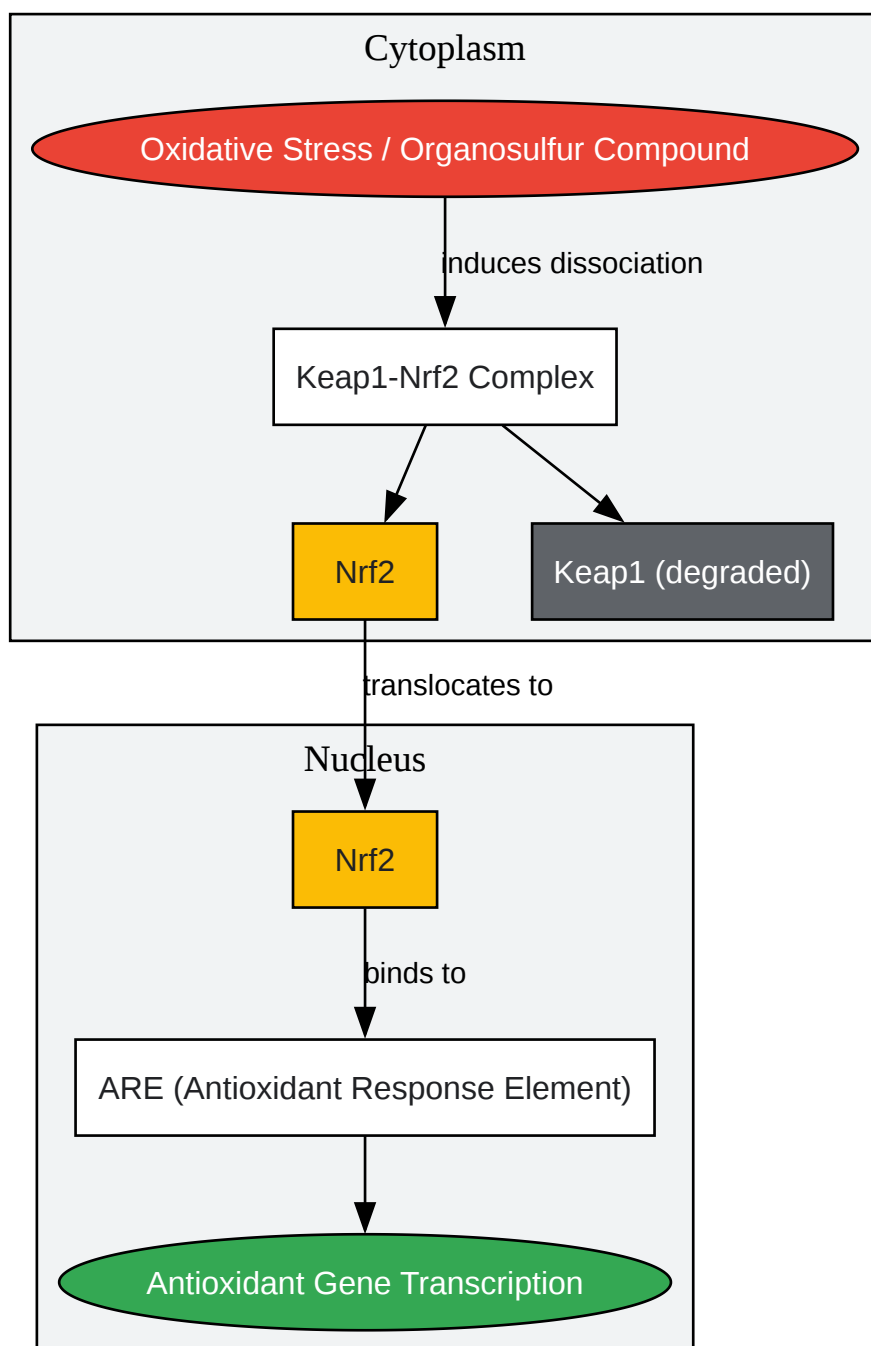 Cytoplasm
Oxidative Stress / Organosulfur Compound
induces dissociation
Keap1-Nrf2 Complex
Nrf2
Keap1 (degraded)
translocates to
Nucleus
Nrf2
binds to
ARE (Antioxidant Response Element)
Antioxidant Gene Transcription